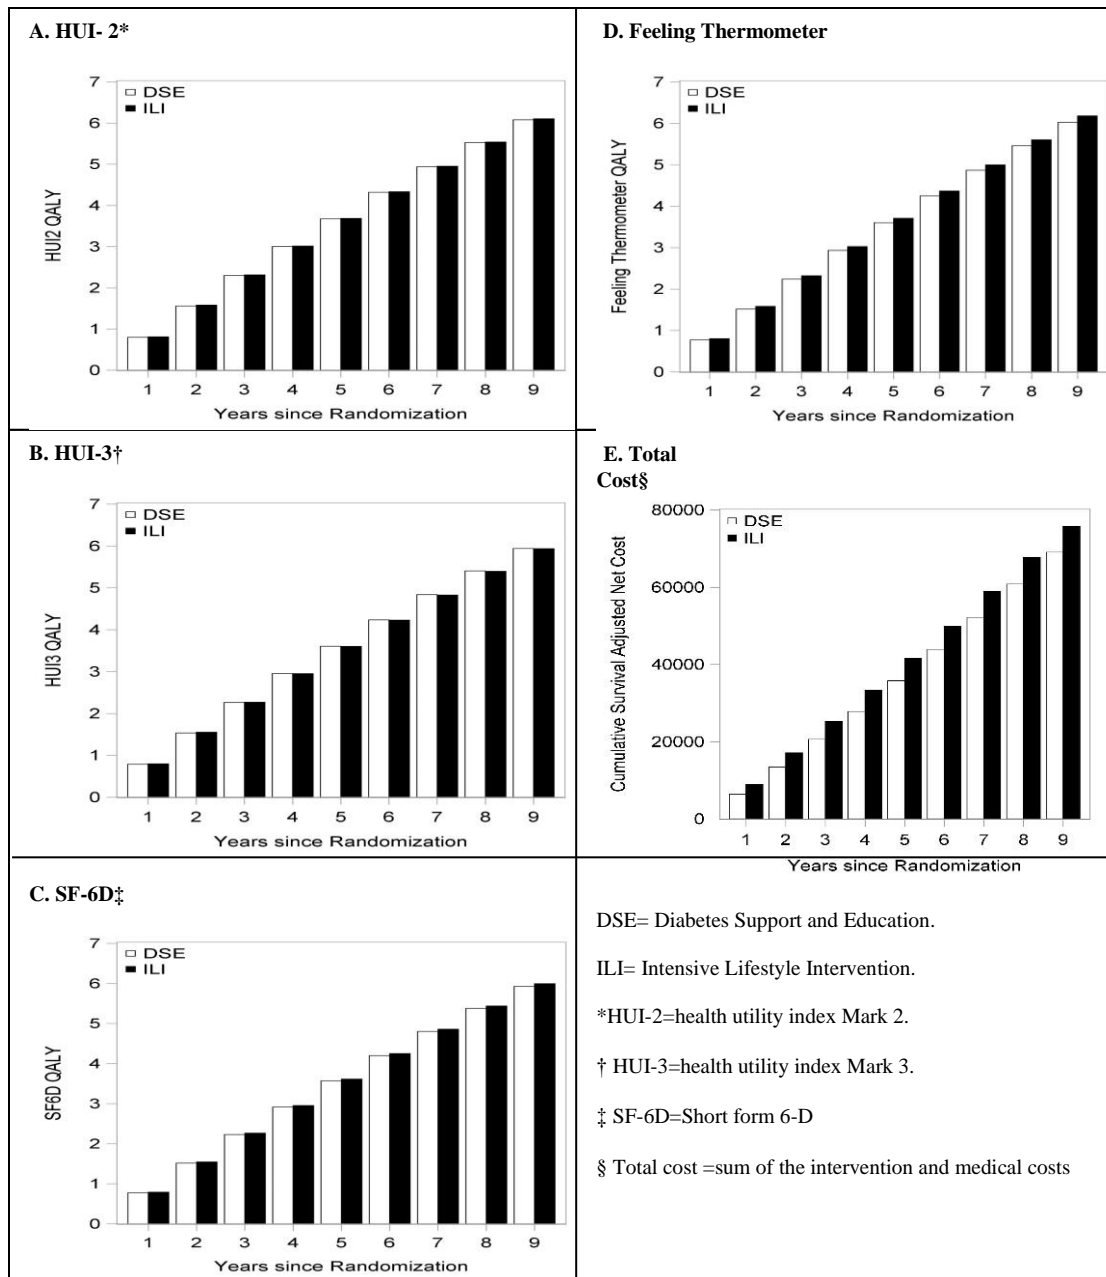 A. HUI- 2*
7
6
5
4
3
2
1
0
HUI2 QALY
DSE
ILI
1 2 3 4 5 6 7 8 9
Years since Randomization
B. HUI-3†
7
6
5
4
3
2
1
0
HUI3 QALY
DSE
ILI
1 2 3 4 5 6 7 8 9
Years since Randomization
C. SF-6D‡
7
6
5
4
3
2
1
0
SF6D QALY
DSE
ILI
1 2 3 4 5 6 7 8 9
Years since Randomization
D. Feeling Thermometer
7
6
5
4
3
2
1
0
Feeling Thermometer QALY
DSE
ILI
1 2 3 4 5 6 7 8 9
Years since Randomization
E. Total
Cost§
80000
60000
40000
20000
0
Cumulative Survival Adjusted Net Cost
DSE
ILI
1 2 3 4 5 6 7 8 9
Years since Randomization
DSE= Diabetes Support and Education.
ILI= Intensive Lifestyle Intervention.
*HUI-2=health utility index Mark 2.
† HUI-3=health utility index Mark 3.
‡ SF-6D=Short form 6-D
§ Total cost =sum of the intervention and medical costs